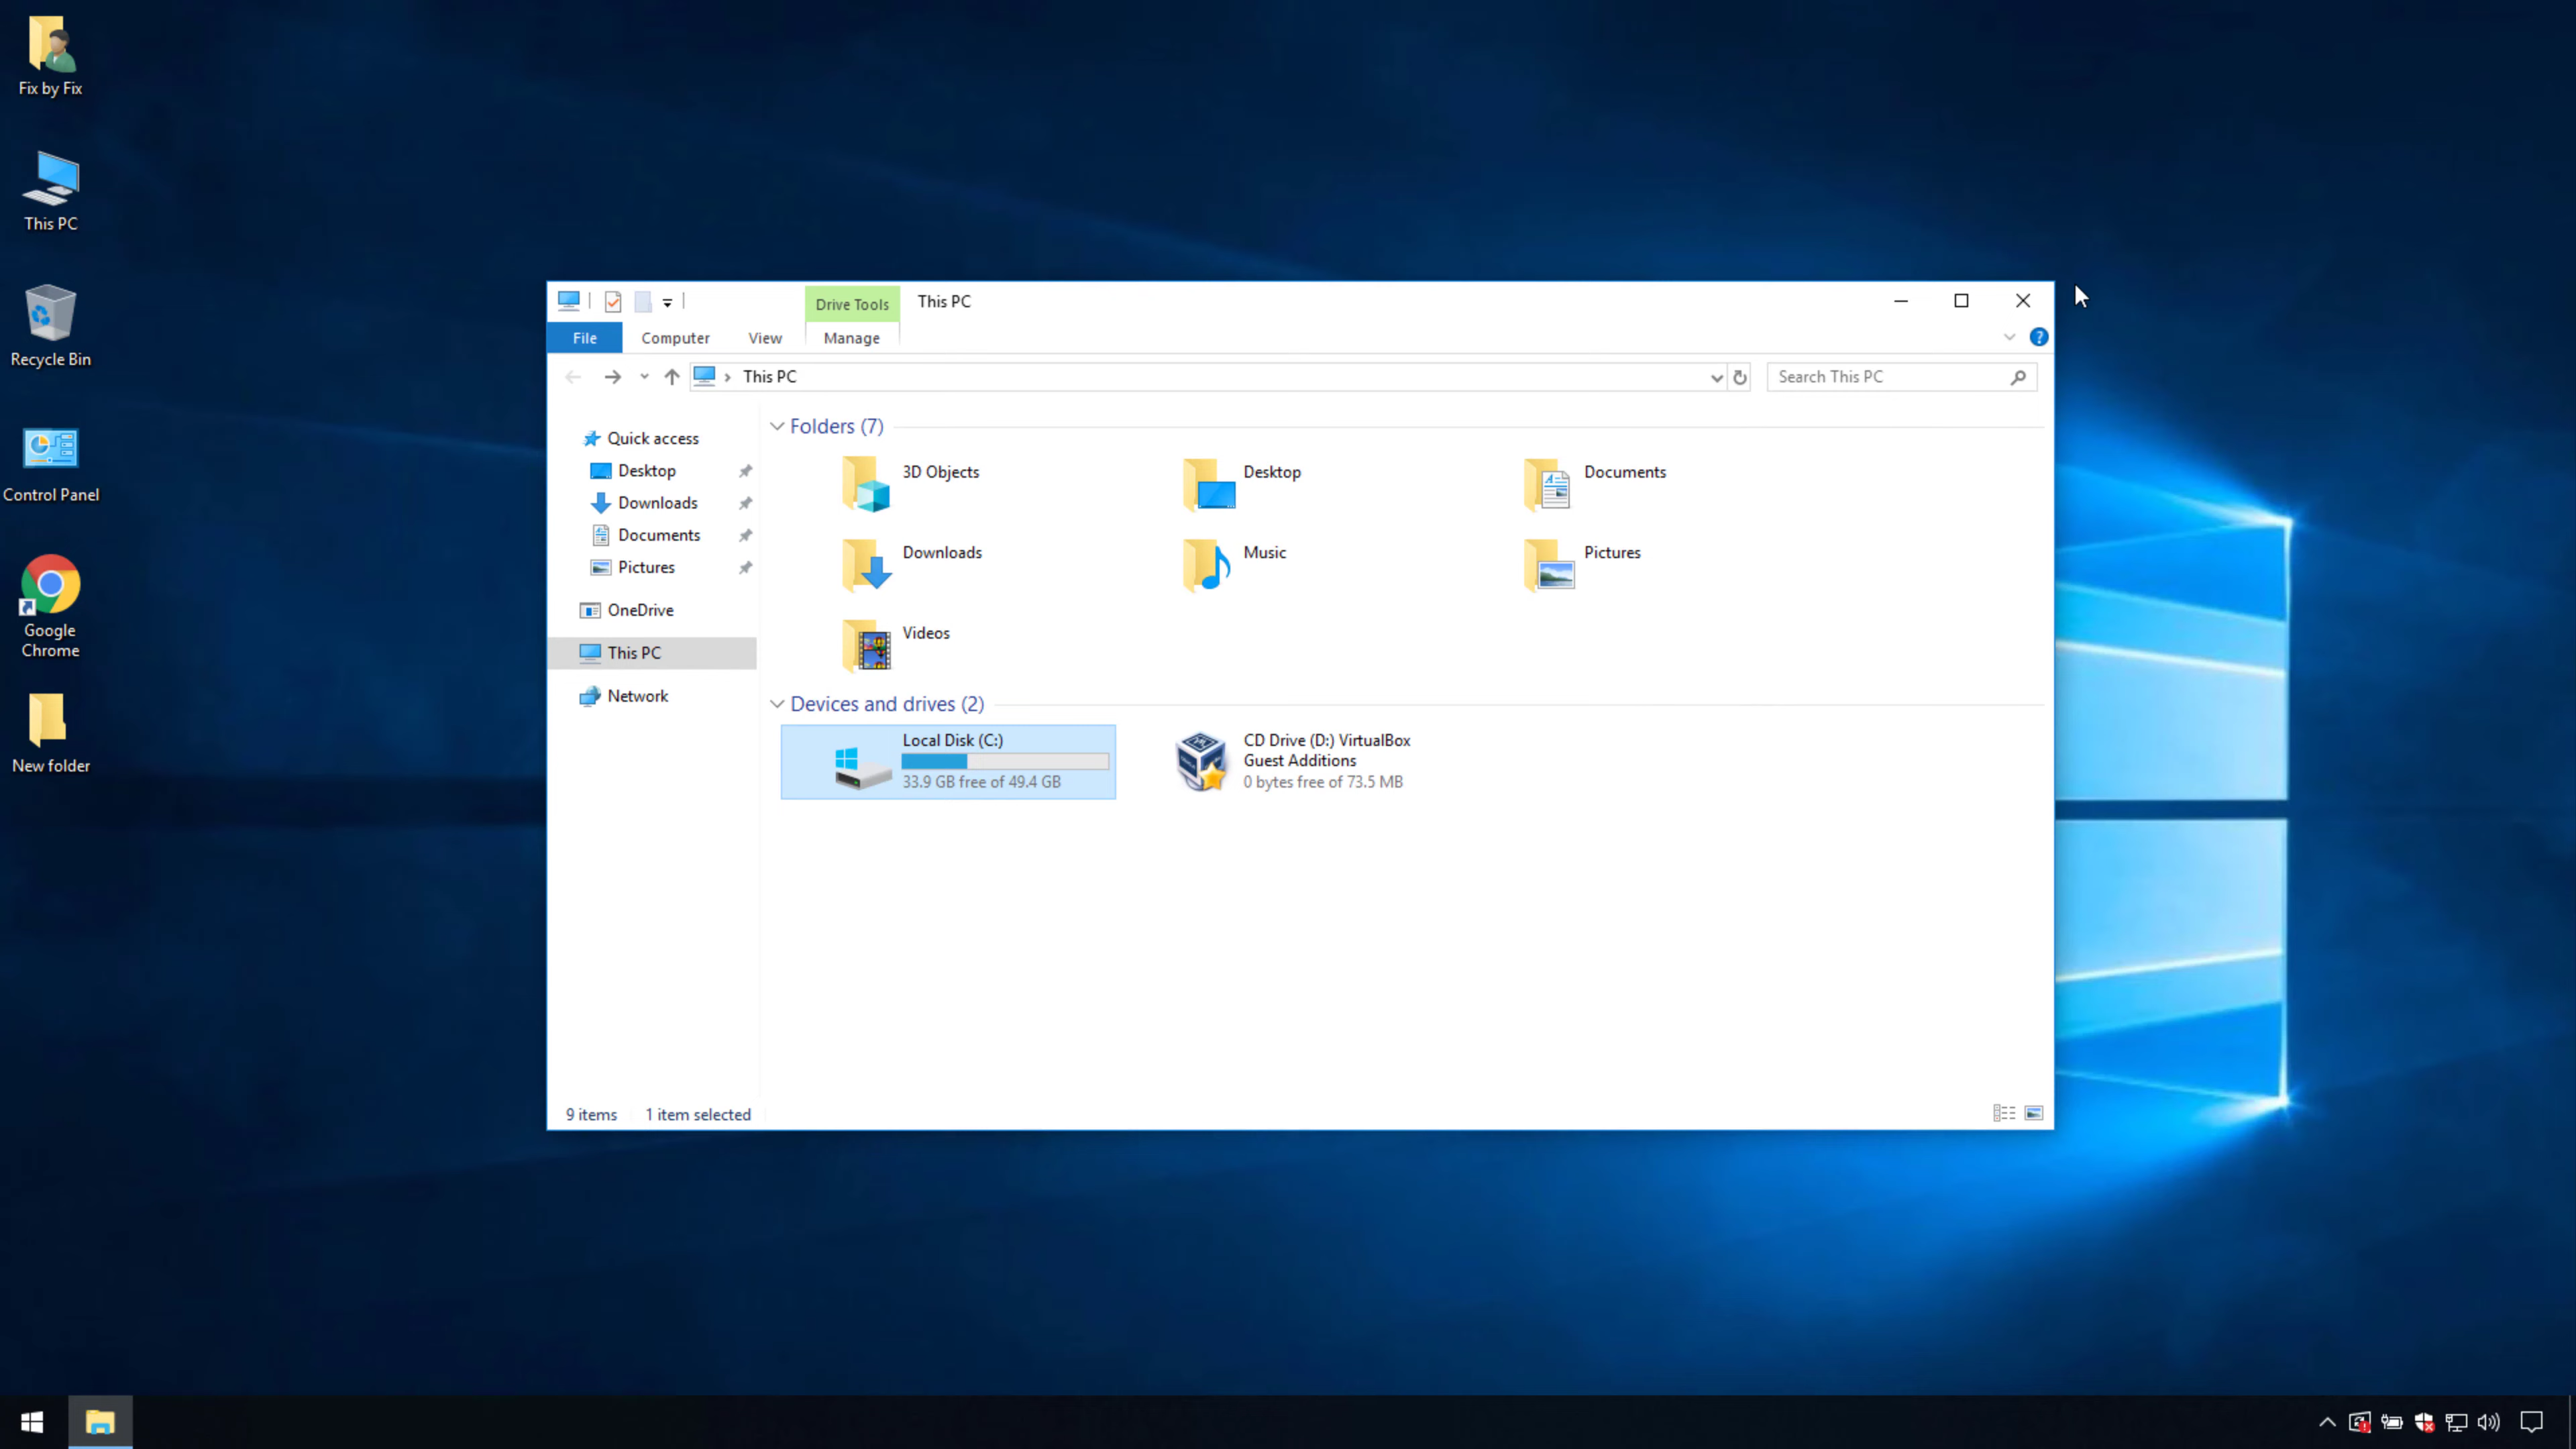 Fix by Fix
This PC
Recycle Bin
Control Panel
Google
Chrome
New folder
Drive Tools
This PC
File
Computer
View
Manage
?
This PC
Search This PC
Quick access
Desktop
Downloads
Documents
Pictures
OneDrive
This PC
Network
Folders (7)
3D Objects
Desktop
Documents
Downloads
Music
Pictures
Videos
Devices and drives (2)
Local Disk (C:)
33.9 GB free of 49.4 GB
CD Drive (D:) VirtualBox
Guest Additions
0 bytes free of 73.5 MB
9 items
1 item selected